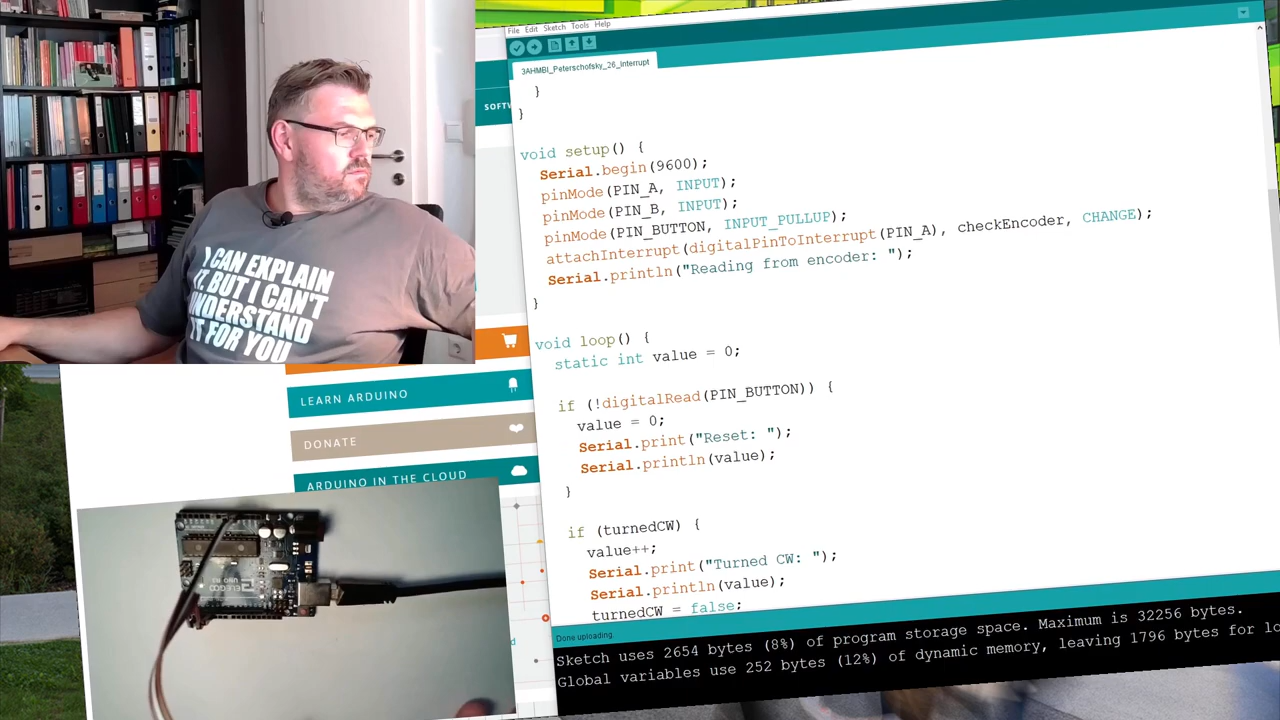 I CAN EXPLAIN
IT, BUT I CAN'T
UNDERSTAND
IT FOR YOU
File Edit Sketch Tools Help
3AHMBI_Peterschofsky_26_Interrupt
SOFTW
}
}
void setup() {
Serial.begin(9600);
pinMode(PIN_A, INPUT);
pinMode(PIN_B, INPUT);
pinMode(PIN_BUTTON, INPUT_PULLUP);
attachInterrupt(digitalPinToInterrupt(PIN_A), checkEncoder, CHANGE);
Serial.println("Reading from encoder: ");
}
void loop() {
static int value = 0;
if (!digitalRead(PIN_BUTTON)) {
value = 0;
Serial.print("Reset: ");
Serial.println(value);
}
if (turnedCW) {
value++;
Serial.print("Turned CW: ");
Serial.println(value);
turnedCW = false;
Done uploading.
Sketch uses 2654 bytes (8%) of program storage space. Maximum is 32256 bytes.
Global variables use 252 bytes (12%) of dynamic memory, leaving 1796 bytes for lo
LEARN ARDUINO
DONATE
ARDUINO IN THE CLOUD
ELEGOO
UNO R3